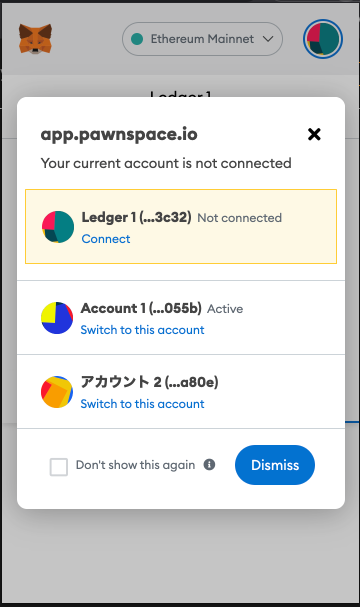 Ethereum Mainnet
Ledger 1
app.pawnspace.io
Your current account is not connected
Ledger 1 (...3c32) Not connected
Connect
Account 1 (...055b) Active
Switch to this account
アカウント 2 (...a80e)
Switch to this account
Don't show this again
Dismiss